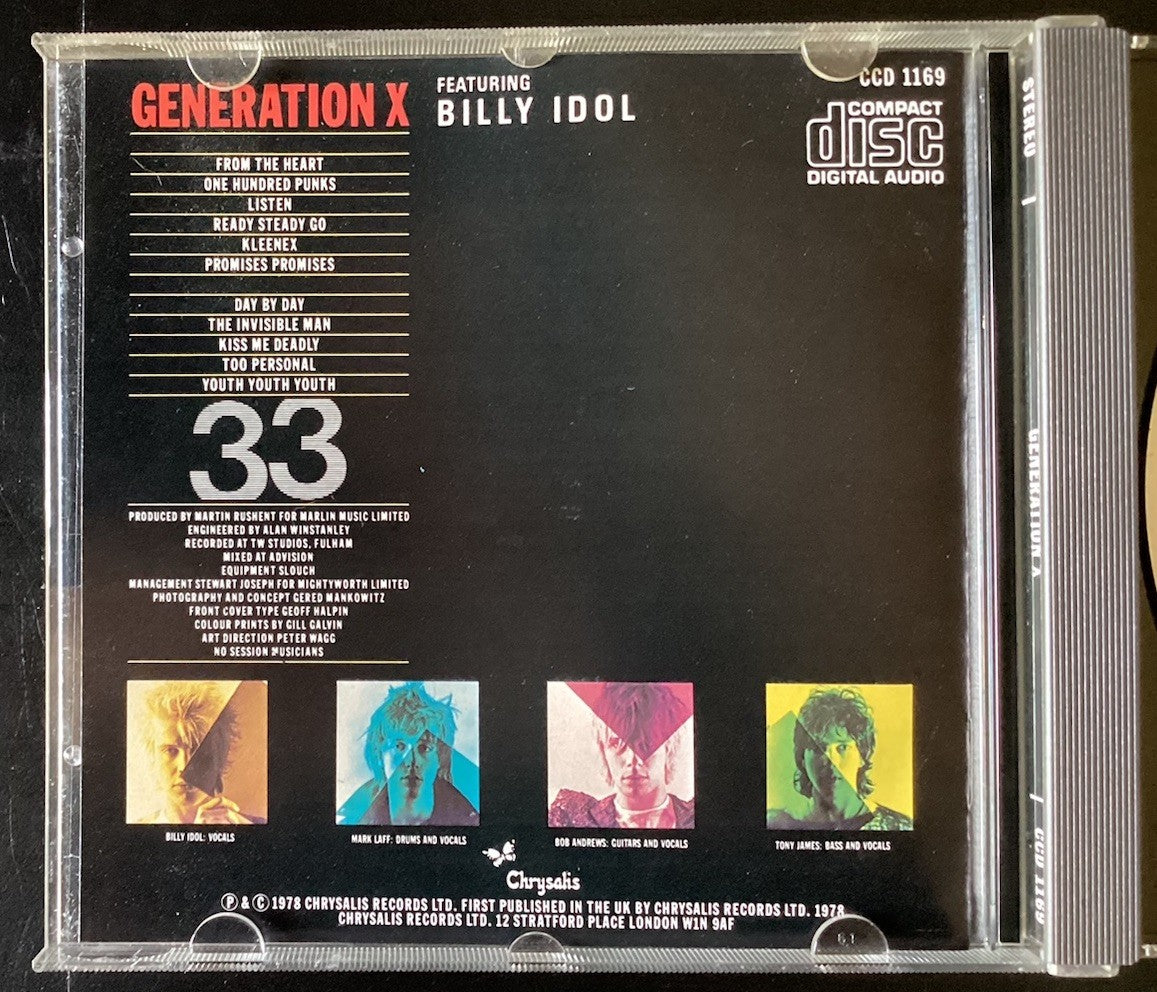 GENERATION X
FEATURING
BILLY IDOL
CCD 1169
COMPACT
disc
DIGITAL AUDIO
FROM THE HEART
ONE HUNDRED PUNKS
LISTEN
READY STEADY GO
KLEENEX
PROMISES PROMISES
DAY BY DAY
THE INVISIBLE MAN
KISS ME DEADLY
TOO PERSONAL
YOUTH YOUTH YOUTH
33
PRODUCED BY MARTIN RUSHENT FOR MARLIN MUSIC LIMITED
ENGINEERED BY ALAN WINSTANLEY
RECORDED AT TW STUDIOS, FULHAM
MIXED AT ADVISION
EQUIPMENT SLOUCH
MANAGEMENT STEWART JOSEPH FOR MIGHTYWORTH LIMITED
PHOTOGRAPHY AND CONCEPT GERED MANKOWITZ
FRONT COVER TYPE GEOFF HALPIN
COLOUR PRINTS BY GILL GALVIN
ART DIRECTION PETER WAGG
NO SESSION MUSICIANS
BILLY IDOL: VOCALS
MARK LAFF: DRUMS AND VOCALS
BOB ANDREWS: GUITARS AND VOCALS
TONY JAMES: BASS AND VOCALS
Chrysalis
Ⓟ & © 1978 CHRYSALIS RECORDS LTD. FIRST PUBLISHED IN THE UK BY CHRYSALIS RECORDS LTD. 1978
CHRYSALIS RECORDS LTD. 12 STRATFORD PLACE LONDON W1N 9AF
61
STEREO / GENERATION X / CCD 1169